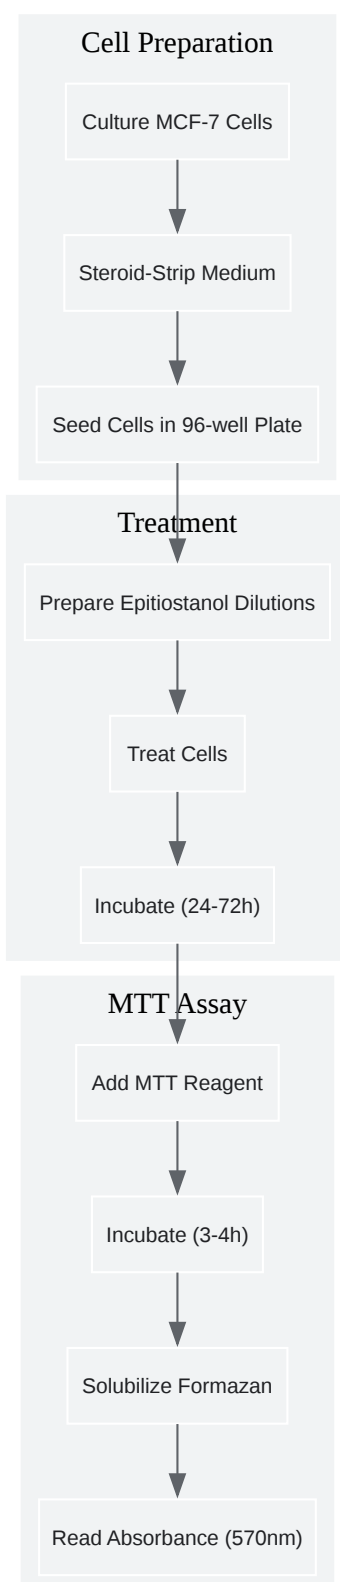 Cell Preparation
Culture MCF-7 Cells
Steroid-Strip Medium
Seed Cells in 96-well Plate
Treatment
Prepare Epitiostanol Dilutions
Treat Cells
Incubate (24-72h)
MTT Assay
Add MTT Reagent
Incubate (3-4h)
Solubilize Formazan
Read Absorbance (570nm)